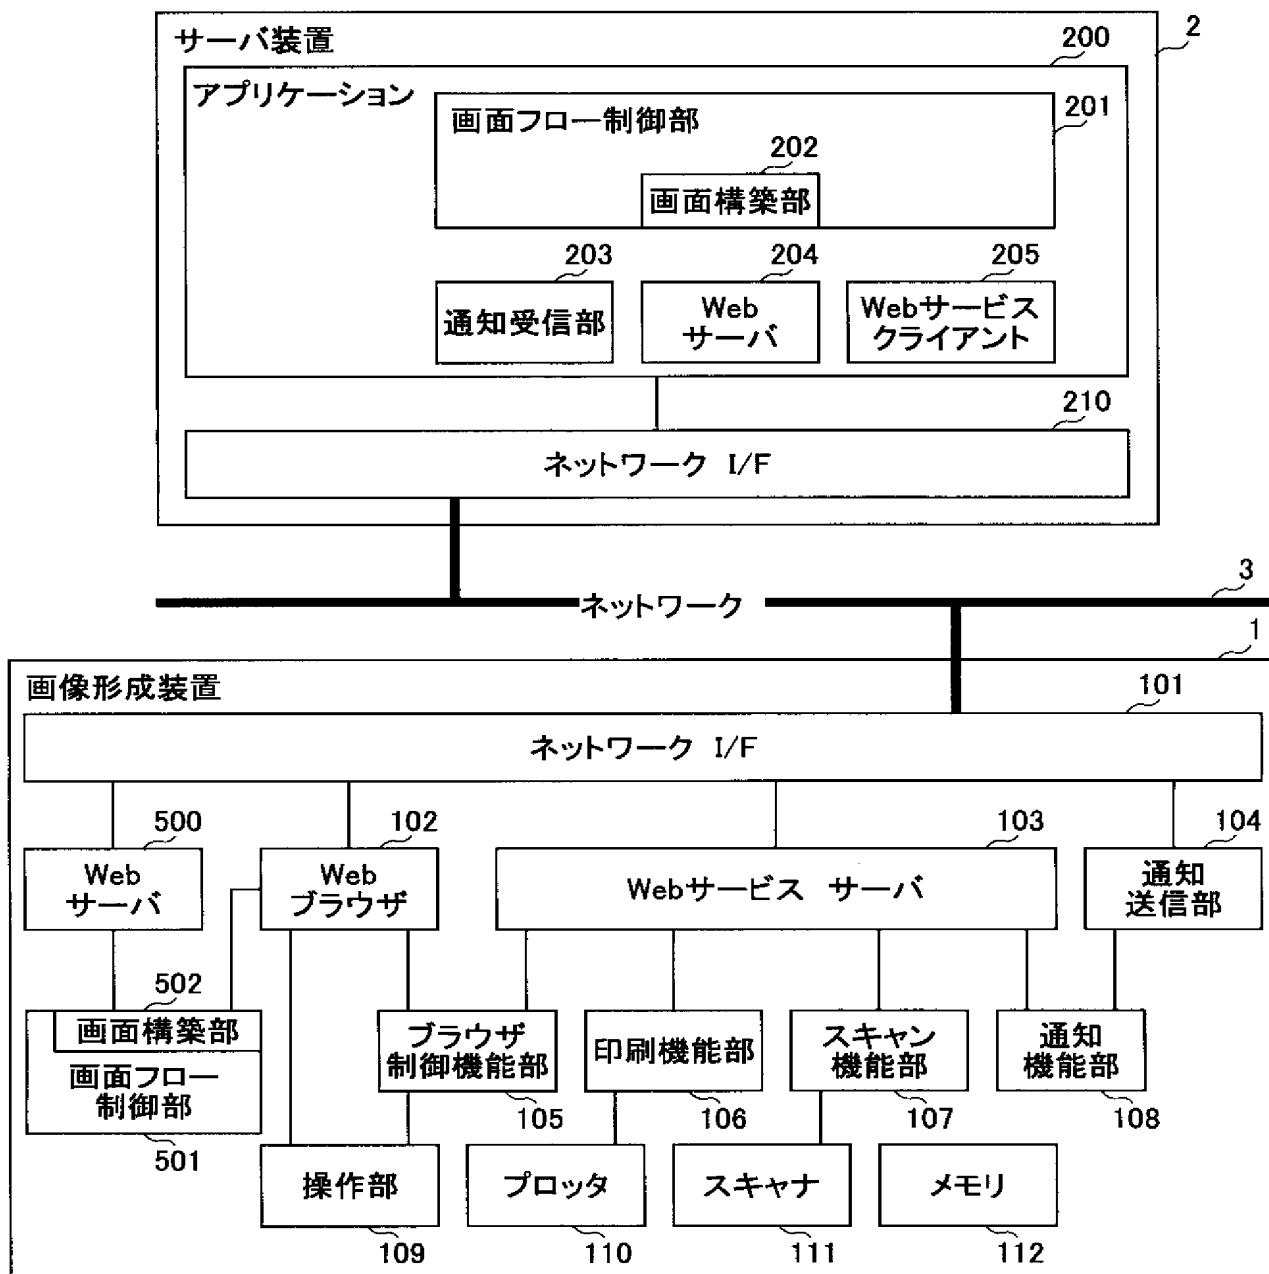 サーバ装置
2
200
アプリケーション
画面フロー制御部
201
202
画面構築部
203
204
205
通知受信部
Web
サーバ
Webサービス
クライアント
210
ネットワーク I/F
3
ネットワーク
1
画像形成装置
101
ネットワーク I/F
500
102
103
104
Web
サーバ
Web
ブラウザ
Webサービス サーバ
通知
送信部
502
画面構築部
画面フロー
制御部
501
ブラウザ
制御機能部
105
印刷機能部
106
スキャン
機能部
107
通知
機能部
108
操作部
109
プロッタ
110
スキャナ
111
メモリ
112